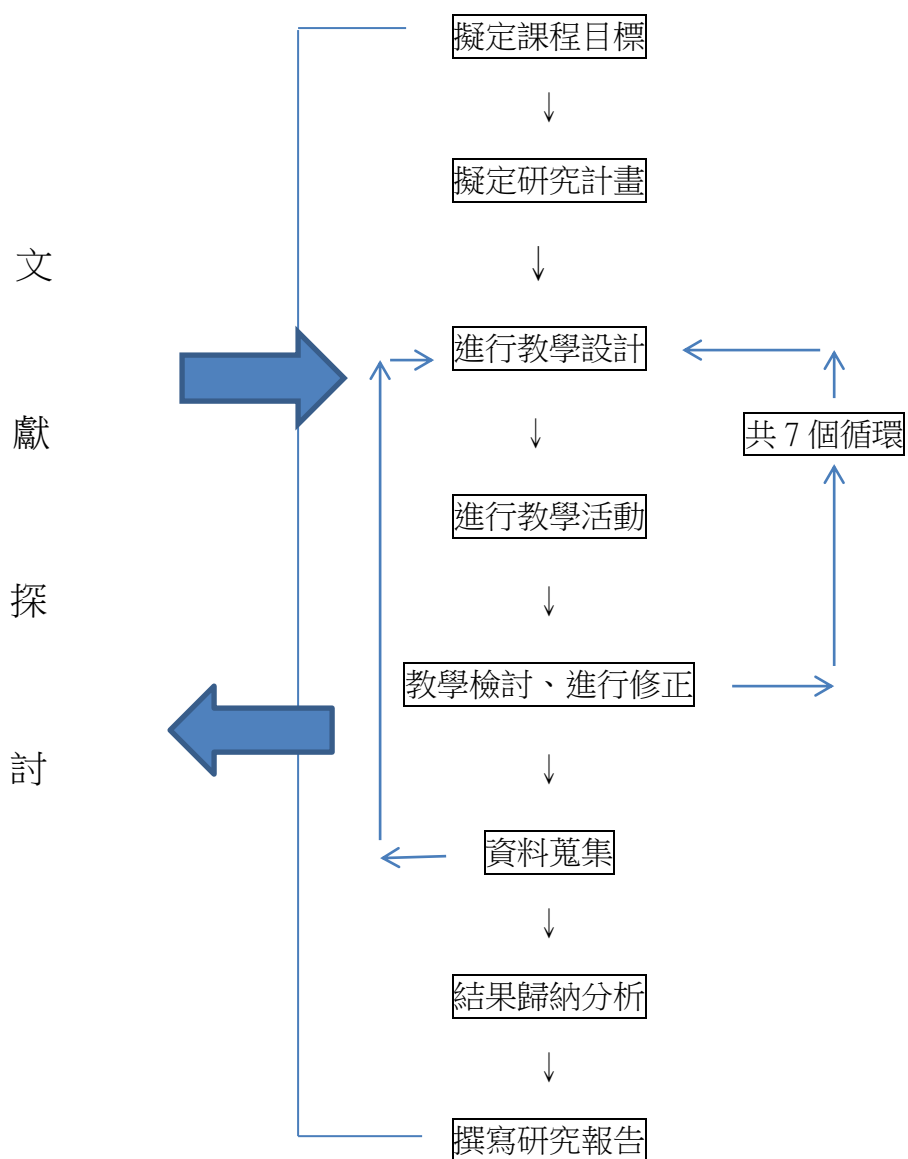 擬定課程目標
↓
擬定研究計畫
↓
進行教學設計
↓
進行教學活動
↓
教學檢討、進行修正
↓
資料蒐集
↓
結果歸納分析
↓
撰寫研究報告
共 7 個循環
文
獻
探
討